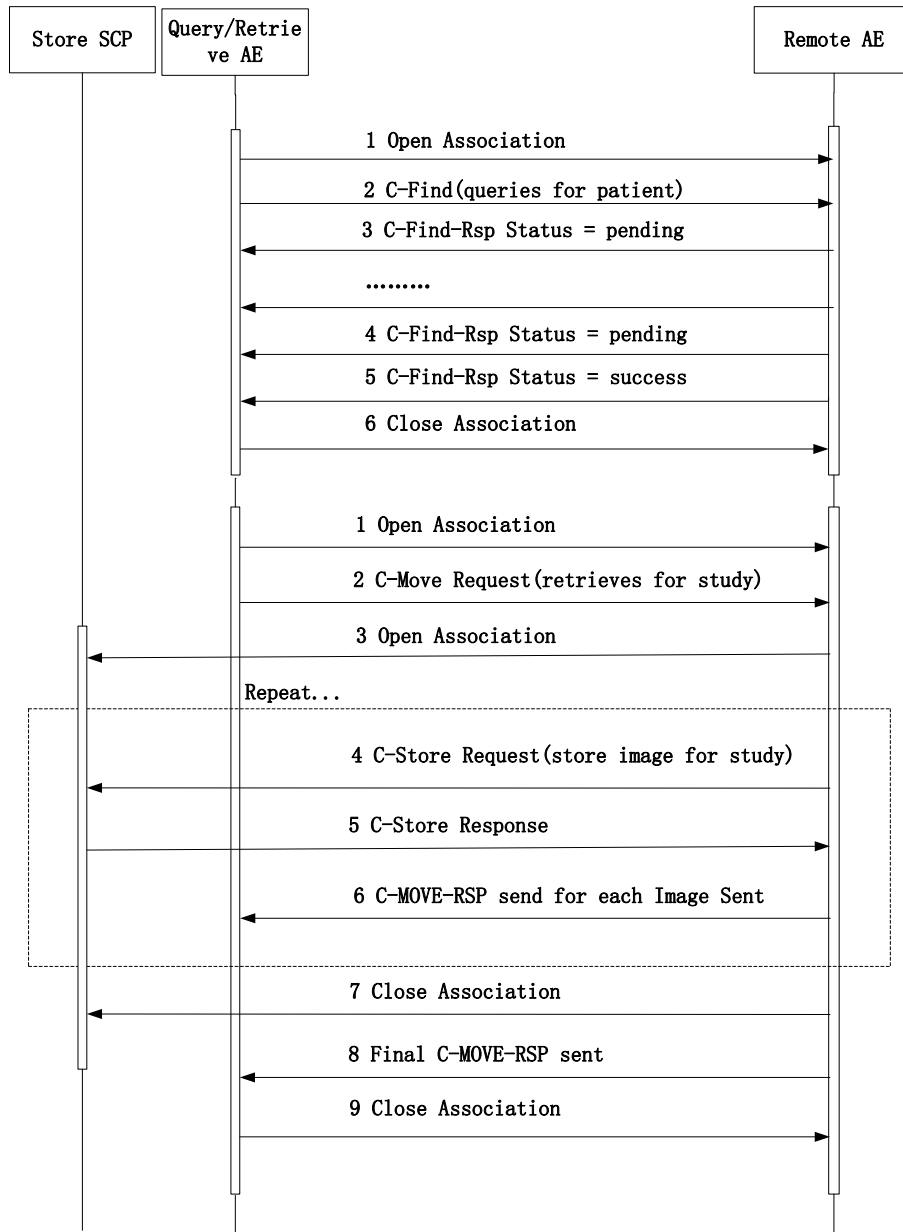 Store SCP
Query/Retrie
ve AE
Remote AE
1 Open Association
2 C-Find(queries for patient)
3 C-Find-Rsp Status = pending
.........
4 C-Find-Rsp Status = pending
5 C-Find-Rsp Status = success
6 Close Association
1 Open Association
2 C-Move Request(retrieves for study)
3 Open Association
Repeat...
4 C-Store Request(store image for study)
5 C-Store Response
6 C-MOVE-RSP send for each Image Sent
7 Close Association
8 Final C-MOVE-RSP sent
9 Close Association